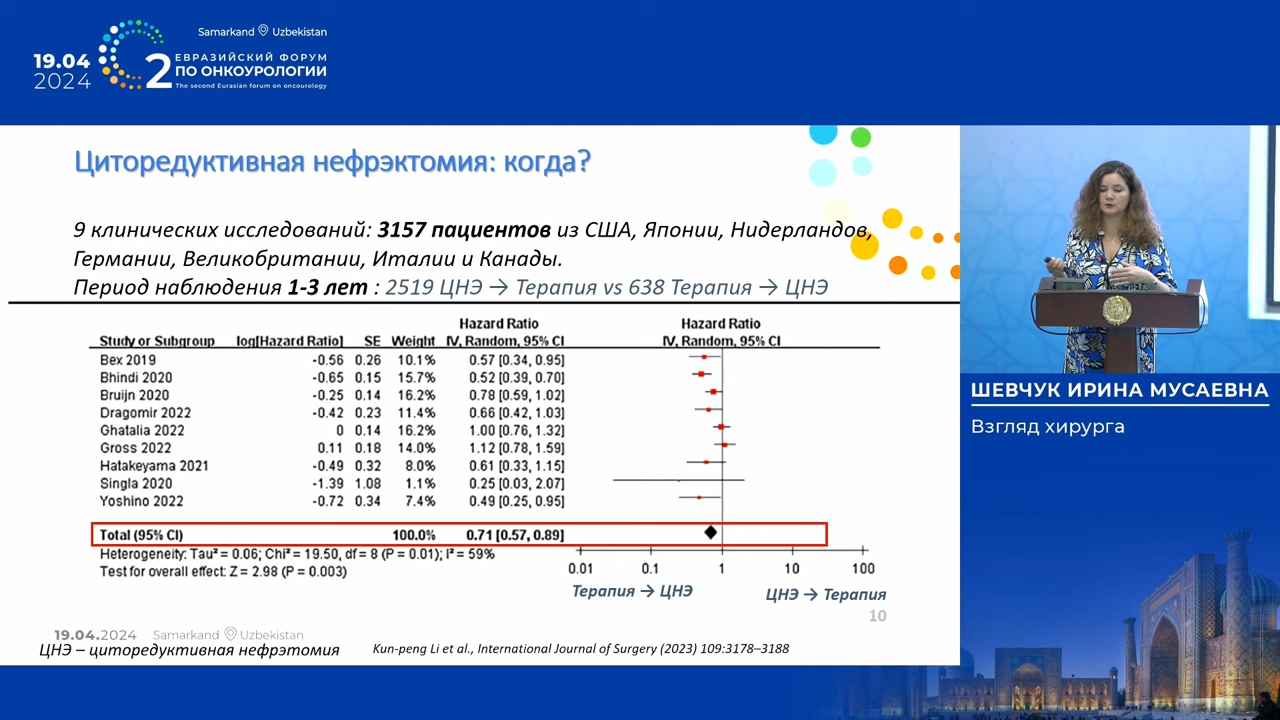 Samarkand Uzbekistan
19.04
2024
2 ЕВРАЗИЙСКИЙ ФОРУМ
ПО ОНКОУРОЛОГИИ
The second Eurasian forum on oncourology
Циторедуктивная нефрэктомия: когда?
9 клинических исследований: 3157 пациентов из США, Японии, Нидерландов,
Германии, Великобритании, Италии и Канады.
Период наблюдения 1-3 лет : 2519 ЦНЭ → Терапия vs 638 Терапия → ЦНЭ
Hazard Ratio Hazard Ratio
Study or Subgroup log[Hazard Ratio] SE Weight IV, Random, 95% CI IV, Random, 95% CI
Bex 2019 -0.56 0.26 10.1% 0.57 [0.34, 0.95]
Bhindi 2020 -0.65 0.15 15.7% 0.52 [0.39, 0.70]
Bruijn 2020 -0.25 0.14 16.2% 0.78 [0.59, 1.02]
Dragomir 2022 -0.42 0.23 11.4% 0.66 [0.42, 1.03]
Ghatalia 2022 0 0.14 16.2% 1.00 [0.76, 1.32]
Gross 2022 0.11 0.18 14.0% 1.12 [0.78, 1.59]
Hatakeyama 2021 -0.49 0.32 8.0% 0.61 [0.33, 1.15]
Singla 2020 -1.39 1.08 1.1% 0.25 [0.03, 2.07]
Yoshino 2022 -0.72 0.34 7.4% 0.49 [0.25, 0.95]
Total (95% CI) 100.0% 0.71 [0.57, 0.89]
Heterogeneity: Tau² = 0.06; Chi² = 19.50, df = 8 (P = 0.01); I² = 59%
Test for overall effect: Z = 2.98 (P = 0.003)
0.01 0.1 1 10 100
Терапия → ЦНЭ ЦНЭ → Терапия
10
19.04.2024 Samarkand Uzbekistan
ЦНЭ – циторедуктивная нефрэтомия
Kun-peng Li et al., International Journal of Surgery (2023) 109:3178–3188
ШЕВЧУК ИРИНА МУСАЕВНА
Взгляд хирурга